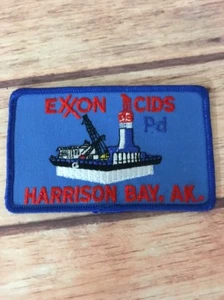 EXXON CIDS
Pd
HARRISON BAY, AK.